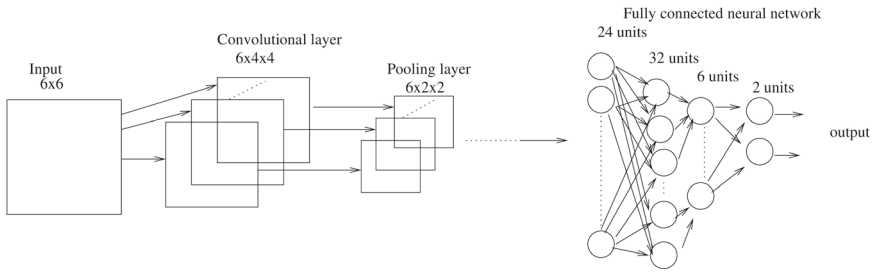 Input
6x6
Convolutional layer
6x4x4
Pooling layer
6x2x2
Fully connected neural network
24 units
32 units
6 units
2 units
output